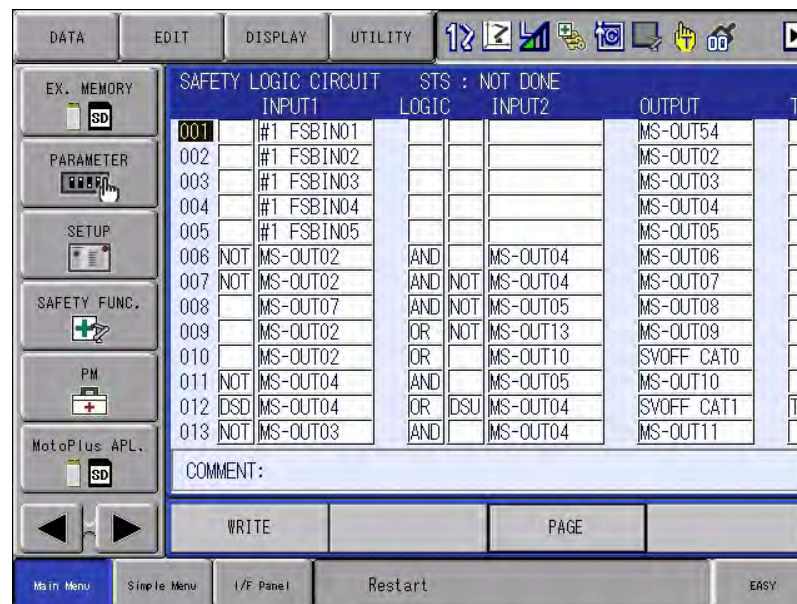 DATA EDIT DISPLAY UTILITY
EX. MEMORY
SD
PARAMETER
SETUP
SAFETY FUNC.
PM
MotoPlus APL.
SD
SAFETY LOGIC CIRCUIT STS : NOT DONE
INPUT1 LOGIC INPUT2 OUTPUT T
001 #1 FSBIN01 MS-OUT54
002 #1 FSBIN02 MS-OUT02
003 #1 FSBIN03 MS-OUT03
004 #1 FSBIN04 MS-OUT04
005 #1 FSBIN05 MS-OUT05
006 NOT MS-OUT02 AND MS-OUT04 MS-OUT06
007 NOT MS-OUT02 AND NOT MS-OUT04 MS-OUT07
008 MS-OUT07 AND NOT MS-OUT05 MS-OUT08
009 MS-OUT02 OR NOT MS-OUT13 MS-OUT09
010 MS-OUT02 OR MS-OUT10 SVOFF CAT0
011 NOT MS-OUT04 AND MS-OUT05 MS-OUT10
012 DSD MS-OUT04 OR DSU MS-OUT04 SVOFF CAT1 T
013 NOT MS-OUT03 AND MS-OUT04 MS-OUT11
COMMENT:
WRITE PAGE
Main Menu Simple Menu I/F Panel Restart EASY